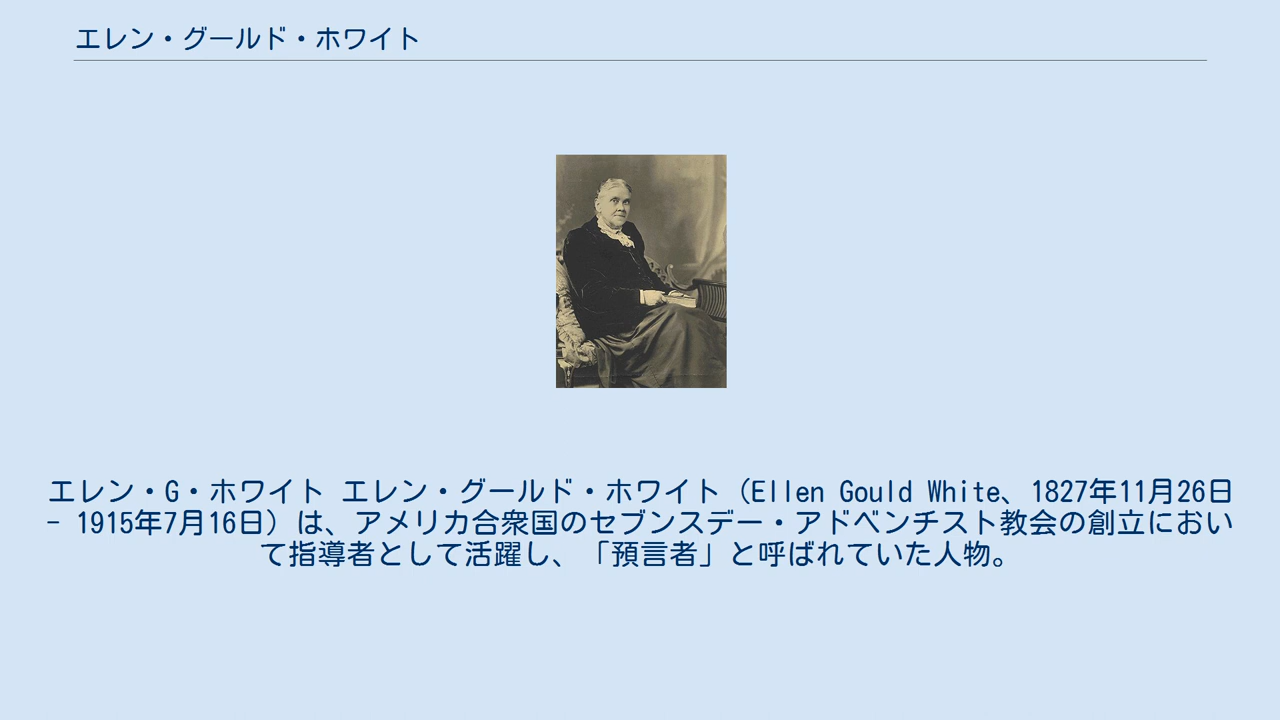 エレン・グールド・ホワイト
エレン・G・ホワイト エレン・グールド・ホワイト（Ellen Gould White、1827年11月26日
- 1915年7月16日）は、アメリカ合衆国のセブンスデー・アドベンチスト教会の創立におい
て指導者として活躍し、「預言者」と呼ばれていた人物。